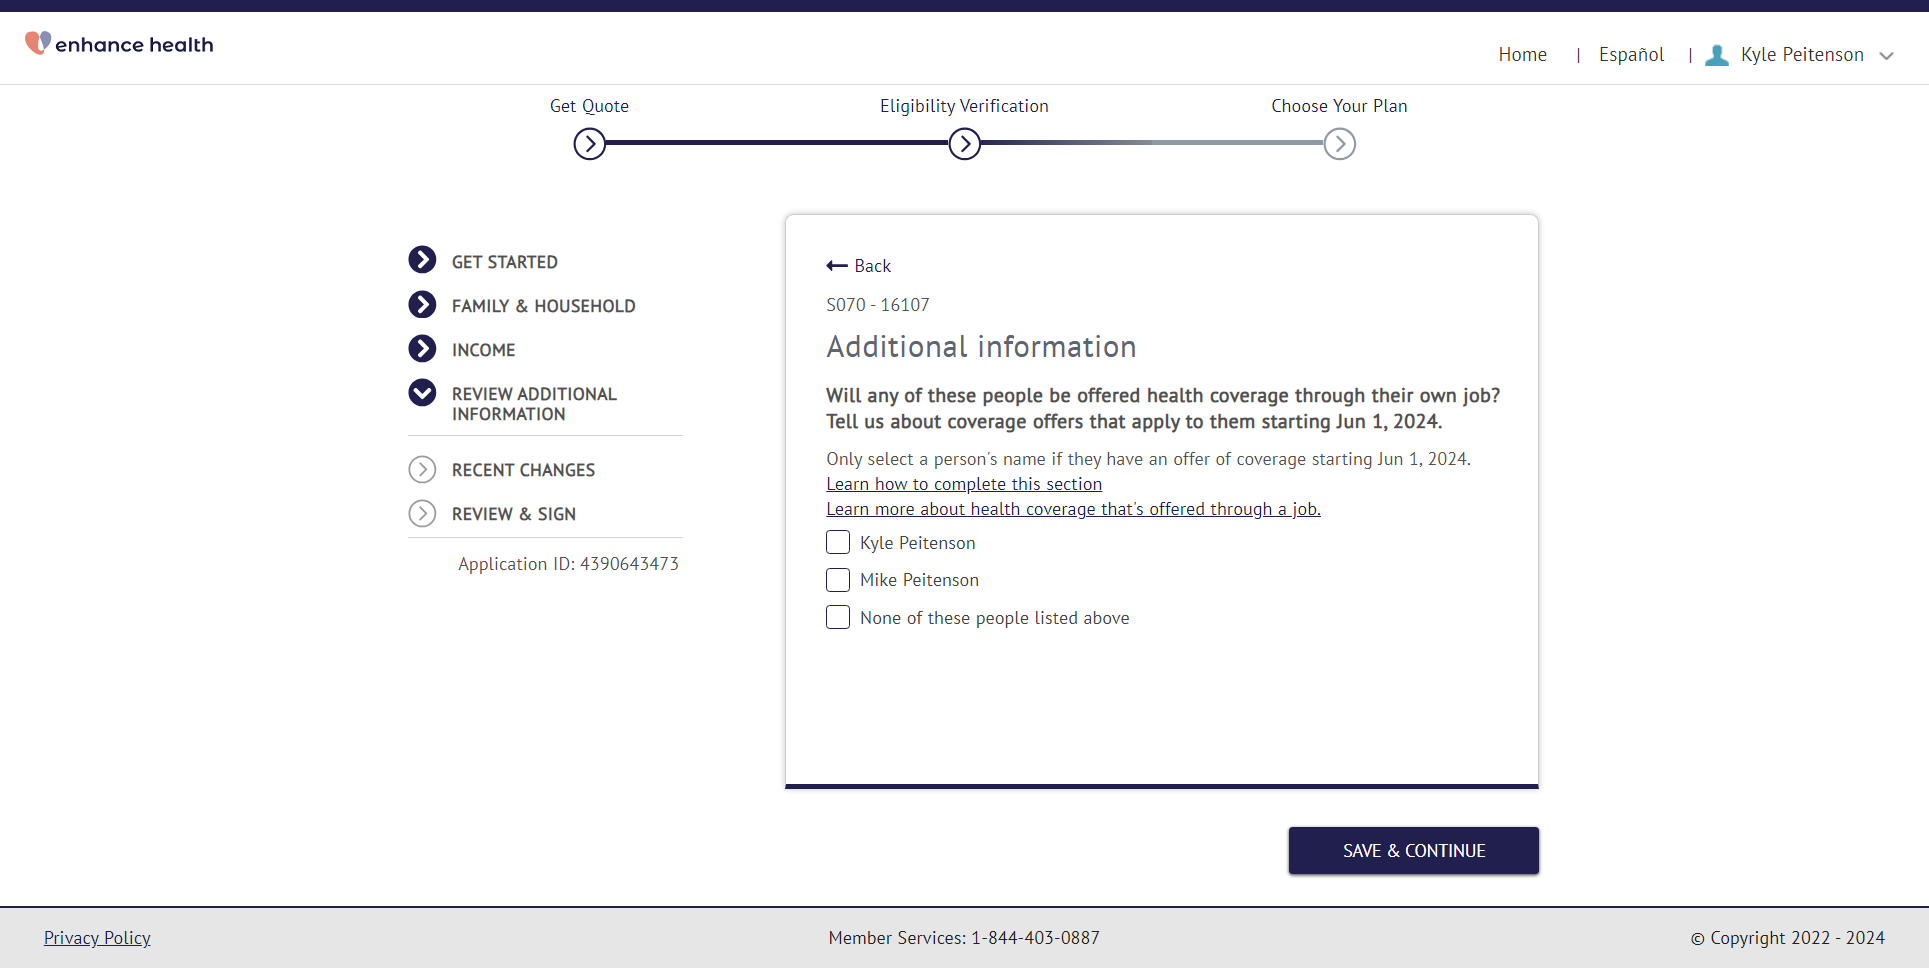 enhance health
Home | Español | Kyle Peitenson
Get Quote
Eligibility Verification
Choose Your Plan
GET STARTED
FAMILY & HOUSEHOLD
INCOME
REVIEW ADDITIONAL
INFORMATION
RECENT CHANGES
REVIEW & SIGN
Application ID: 4390643473
Back
S070 - 16107
Additional information
Will any of these people be offered health coverage through their own job?
Tell us about coverage offers that apply to them starting Jun 1, 2024.
Only select a person's name if they have an offer of coverage starting Jun 1, 2024.
Learn how to complete this section
Learn more about health coverage that's offered through a job.
Kyle Peitenson
Mike Peitenson
None of these people listed above
SAVE & CONTINUE
Privacy Policy
Member Services: 1-844-403-0887
© Copyright 2022 - 2024